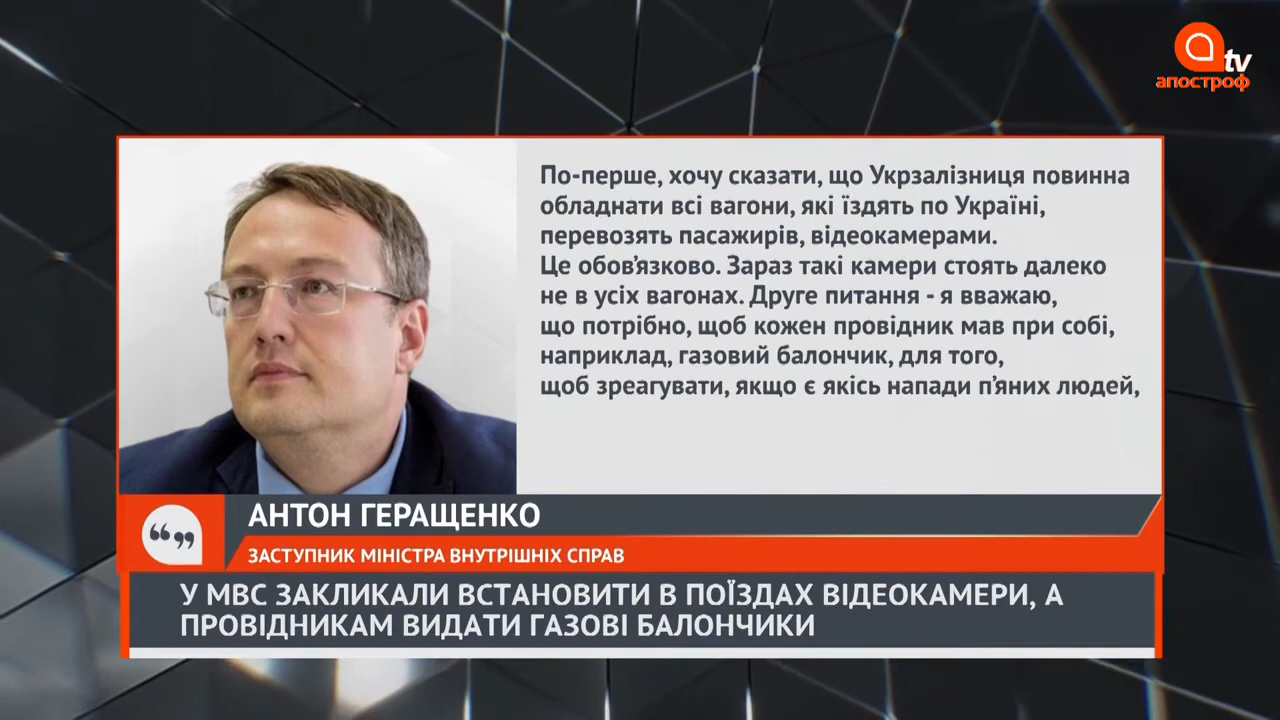 tv
апостроф
По-перше, хочу сказати, що Укрзалізниця повинна
обладнати всі вагони, які їздять по Україні,
перевозять пасажирів, відеокамерами.
Це обов’язково. Зараз такі камери стоять далеко
не в усіх вагонах. Друге питання - я вважаю,
що потрібно, щоб кожен провідник мав при собі,
наприклад, газовий балончик, для того,
щоб зреагувати, якщо є якісь напади п’яних людей,
АНТОН ГЕРАЩЕНКО
ЗАСТУПНИК МІНІСТРА ВНУТРІШНІХ СПРАВ
У МВС ЗАКЛИКАЛИ ВСТАНОВИТИ В ПОЇЗДАХ ВІДЕОКАМЕРИ, А
ПРОВІДНИКАМ ВИДАТИ ГАЗОВІ БАЛОНЧИКИ